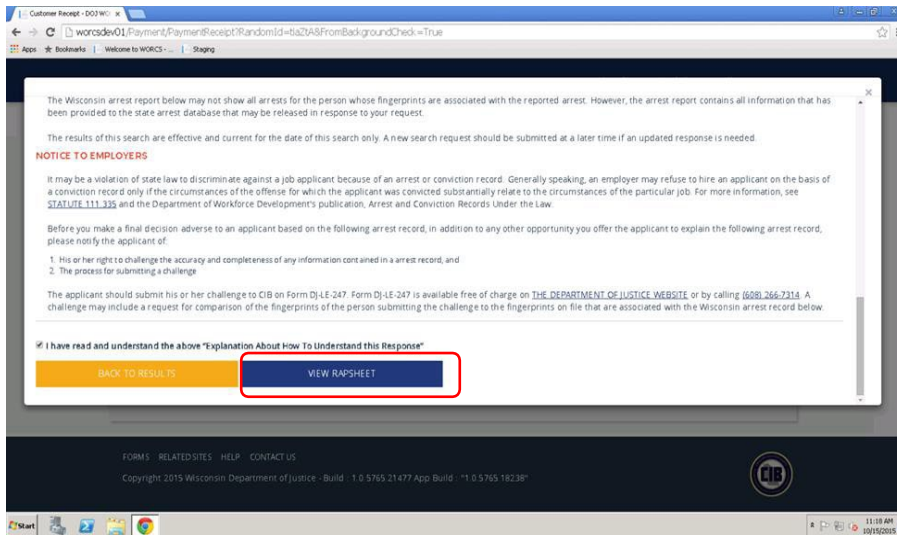 Customer Receipt - DOJ WO
worcsdev01/Payment/PaymentReceipt?RandomId=tiaZtA&FromBackgroundCheck=True
Apps Bookmarks Welcome to WORCS - ... Staging
The Wisconsin arrest report below may not show all arrests for the person whose fingerprints are associated with the reported arrest. However, the arrest report contains all information that has
been provided to the state arrest database that may be released in response to your request.
The results of this search are effective and current for the date of this search only. A new search request should be submitted at a later time if an updated response is needed.
NOTICE TO EMPLOYERS
It may be a violation of state law to discriminate against a job applicant because of an arrest or conviction record. Generally speaking, an employer may refuse to hire an applicant on the basis of
a conviction record only if the circumstances of the offense for which the applicant was convicted substantially relate to the circumstances of the particular job. For more information, see
STATUTE 111.335 and the Department of Workforce Development's publication, Arrest and Conviction Records Under the Law.
Before you make a final decision adverse to an applicant based on the following arrest record, in addition to any other opportunity you offer the applicant to explain the following arrest record,
please notify the applicant of:
1. His or her right to challenge the accuracy and completeness of any information contained in a arrest record, and
2. The process for submitting a challenge
The applicant should submit his or her challenge to CIB on Form DJ-LE-247. Form DJ-LE-247 is available free of charge on THE DEPARTMENT OF JUSTICE WEBSITE or by calling (608) 266-7314. A
challenge may include a request for comparison of the fingerprints of the person submitting the challenge to the fingerprints on file that are associated with the Wisconsin arrest record below.
I have read and understand the above "Explanation About How To Understand this Response"
BACK TO RESULTS VIEW RAPSHEET
FORMS RELATED SITES HELP CONTACT US
Copyright 2015 Wisconsin Department of Justice - Build : 1.0.5765.21477 App Build : "1.0.5765.18238"
CIB
Start
11:18 AM
10/15/2015